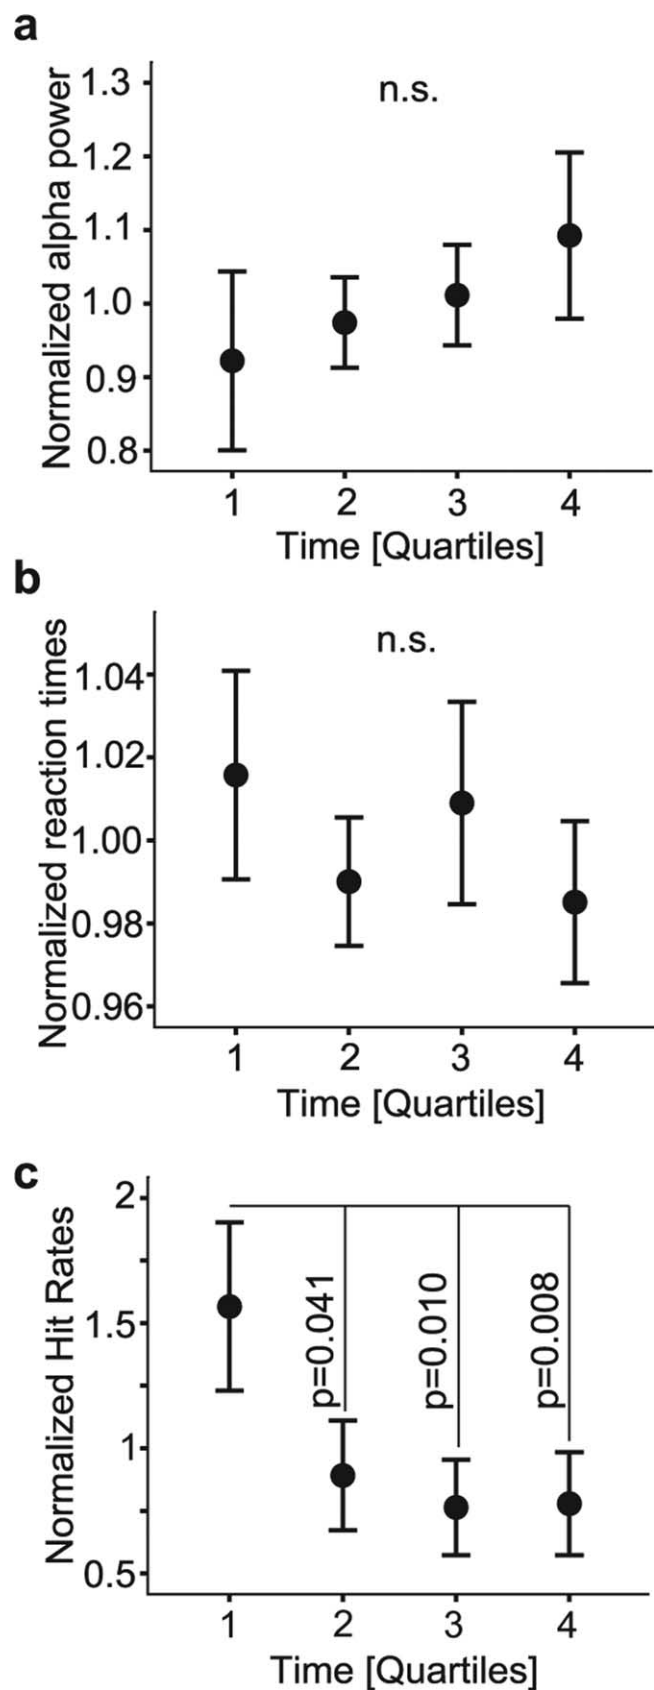 a
Normalized alpha power
n.s.
1.3
1.2
1.1
1.0
0.9
0.8
1 2 3 4
Time [Quartiles]
b
Normalized reaction times
n.s.
1.04
1.02
1.00
0.98
0.96
1 2 3 4
Time [Quartiles]
c
Normalized Hit Rates
2
1.5
1
0.5
p=0.041
p=0.010
p=0.008
1 2 3 4
Time [Quartiles]